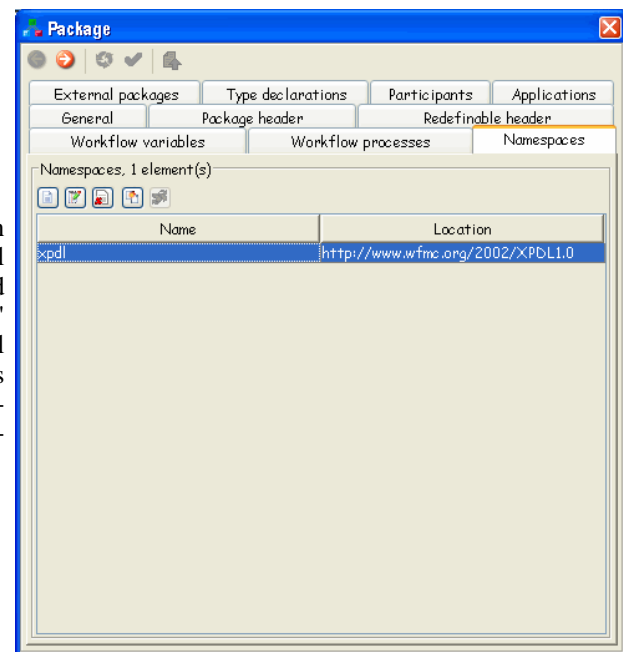 Package
External packages Type declarations Participants Applications
General Package header Redefinable header
Workflow variables Workflow processes Namespaces
Namespaces, 1 element(s)
Name Location
xpdl http://www.wfmc.org/2002/XPDL1.0